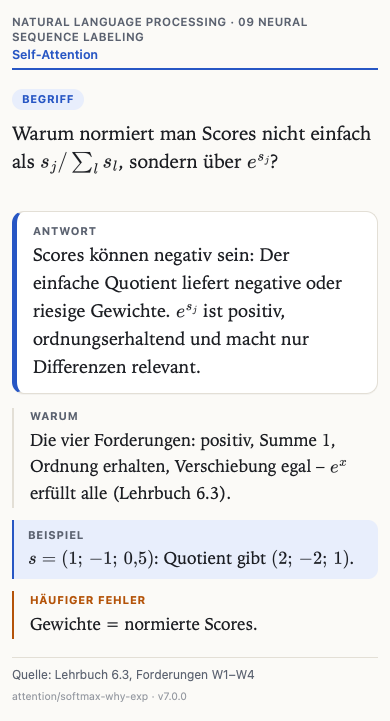 NATURAL LANGUAGE PROCESSING · 09 NEURAL
SEQUENCE LABELING
Self-Attention
BEGRIFF
Warum normiert man Scores nicht einfach
als $s_j / \sum_l s_l$, sondern über $e^{s_j}$?
ANTWORT
Scores können negativ sein: Der
einfache Quotient liefert negative oder
riesige Gewichte. $e^{s_j}$ ist positiv,
ordnungserhaltend und macht nur
Differenzen relevant.
WARUM
Die vier Forderungen: positiv, Summe 1,
Ordnung erhalten, Verschiebung egal – $e^x$
erfüllt alle (Lehrbuch 6.3).
BEISPIEL
$s = (1; −1; 0,5)$: Quotient gibt $(2; −2; 1)$.
HÄUFIGER FEHLER
Gewichte = normierte Scores.
Quelle: Lehrbuch 6.3, Forderungen W1–W4
attention/softmax-why-exp · v7.0.0